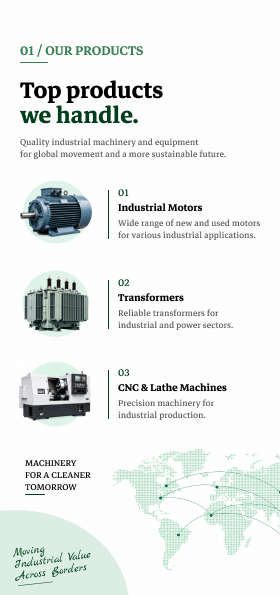 01 / OUR PRODUCTS
Top products
we handle.
Quality industrial machinery and equipment
for global movement and a more sustainable future.
01
Industrial Motors
Wide range of new and used motors
for various industrial applications.
02
Transformers
Reliable transformers for
industrial and power sectors.
03
CNC & Lathe Machines
Precision machinery for
industrial production.
MACHINERY
FOR A CLEANER
TOMORROW
Moving
Industrial Value
Across Borders